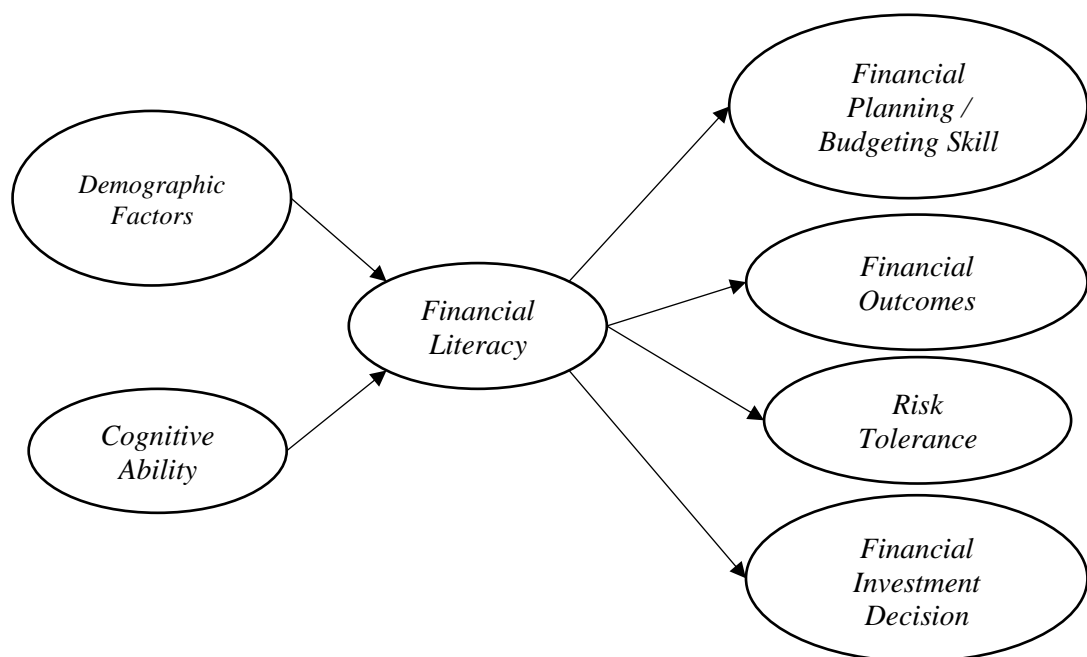 Demographic
Factors
Cognitive
Ability
Financial
Literacy
Financial
Planning /
Budgeting Skill
Financial
Outcomes
Risk
Tolerance
Financial
Investment
Decision